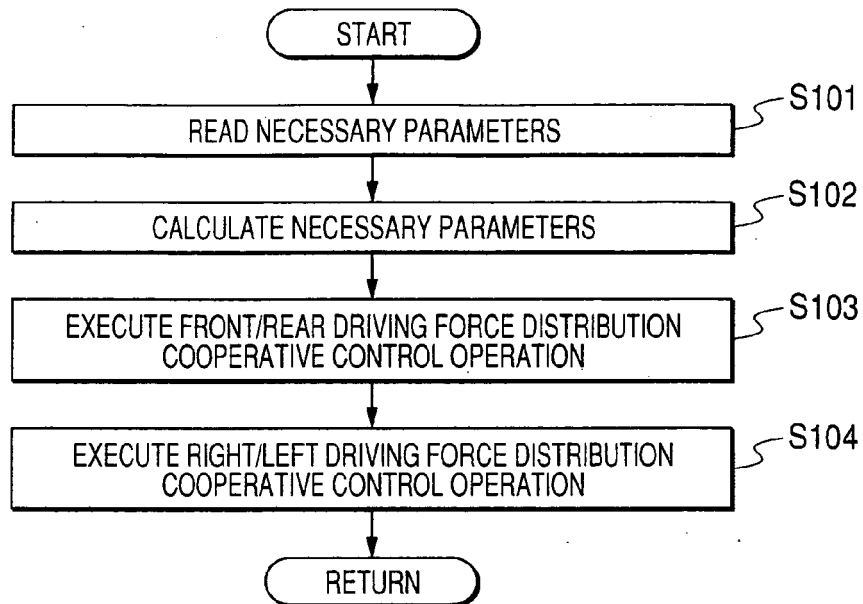 START
S101
READ NECESSARY PARAMETERS
S102
CALCULATE NECESSARY PARAMETERS
S103
EXECUTE FRONT/REAR DRIVING FORCE DISTRIBUTION
COOPERATIVE CONTROL OPERATION
S104
EXECUTE RIGHT/LEFT DRIVING FORCE DISTRIBUTION
COOPERATIVE CONTROL OPERATION
RETURN